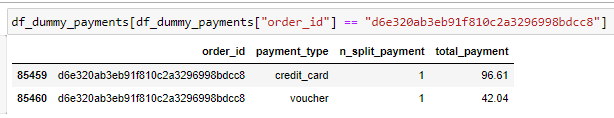 df_dummy_payments[df_dummy_payments["order_id"] == "d6e320ab3eb91f810c2a3296998bdcc8"]
order_id payment_type n_split_payment total_payment
85459 d6e320ab3eb91f810c2a3296998bdcc8 credit_card 1 96.61
85460 d6e320ab3eb91f810c2a3296998bdcc8 voucher 1 42.04